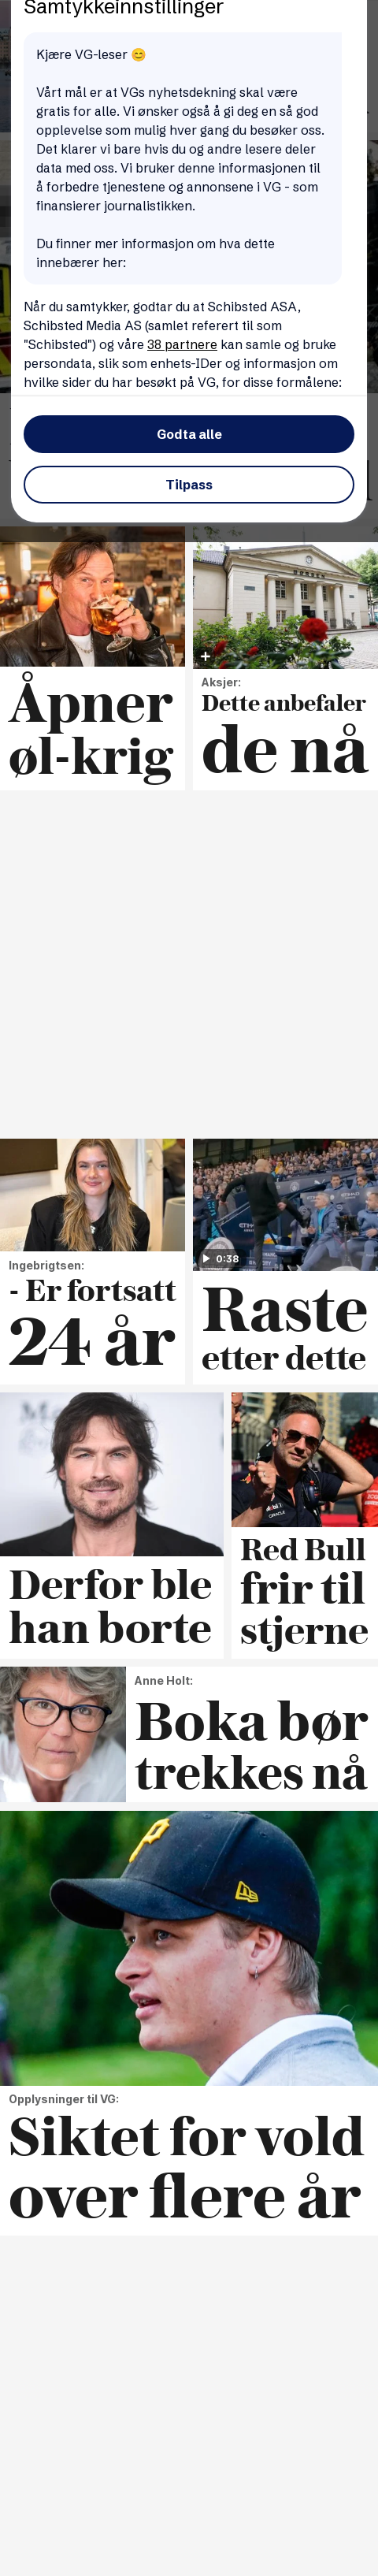 Samtykkeinnstillinger
Kjære VG-leser 😊
Vårt mål er at VGs nyhetsdekning skal være
gratis for alle. Vi ønsker også å gi deg en så god
opplevelse som mulig hver gang du besøker oss.
Det klarer vi bare hvis du og andre lesere deler
data med oss. Vi bruker denne informasjonen til
å forbedre tjenestene og annonsene i VG - som
finansierer journalistikken.
Du finner mer informasjon om hva dette
innebærer her:
Når du samtykker, godtar du at Schibsted ASA,
Schibsted Media AS (samlet referert til som
"Schibsted") og våre 38 partnere kan samle og bruke
persondata, slik som enhets-IDer og informasjon om
hvilke sider du har besøkt på VG, for disse formålene:
Godta alle
Tilpass
Åpner
øl-krig
BØRSEN
Aksjer:
Dette anbefaler
de nå
Ingebrigtsen:
- Er fortsatt
24 år
0:38
Raste
etter dette
Derfor ble
han borte
ORACLE
Red Bull
frir til
stjerne
Anne Holt:
Boka bør
trekkes nå
Opplysninger til VG:
Siktet for vold
over flere år